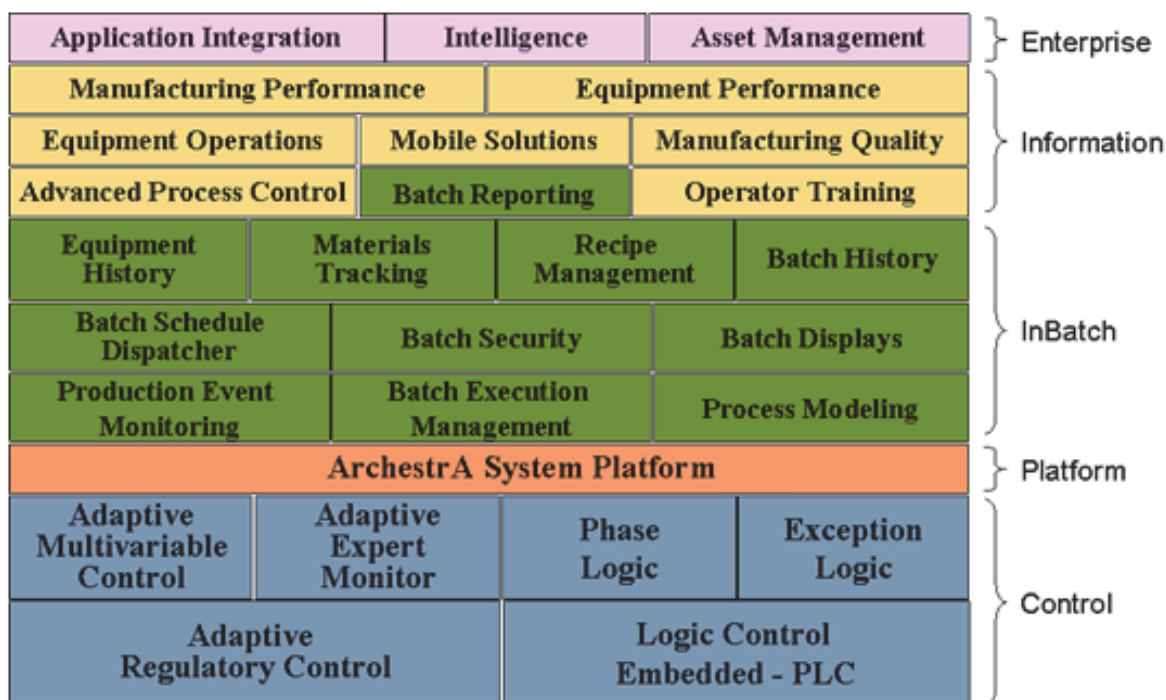 Application Integration
Intelligence
Asset Management
Enterprise
Manufacturing Performance
Equipment Performance
Equipment Operations
Mobile Solutions
Manufacturing Quality
Information
Advanced Process Control
Batch Reporting
Operator Training
Equipment
History
Materials
Tracking
Recipe
Management
Batch History
Batch Schedule
Dispatcher
Batch Security
Batch Displays
InBatch
Production Event
Monitoring
Batch Execution
Management
Process Modeling
ArchestrA System Platform
Platform
Adaptive
Multivariable
Control
Adaptive
Expert
Monitor
Phase
Logic
Exception
Logic
Control
Adaptive
Regulatory Control
Logic Control
Embedded - PLC